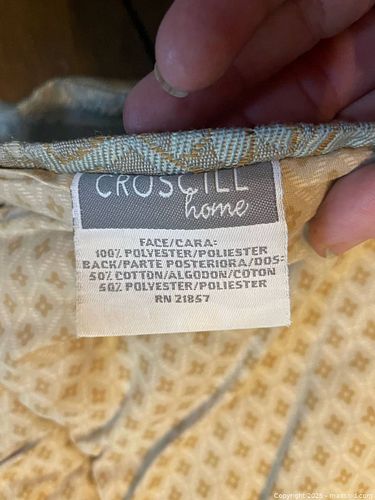 CROSCILL
home
FACE/CARA:
100% POLYESTER/POLIESTER
BACK/PARTE POSTERIORA/DOS:
50% COTTON/ALGODON/COTON
50% POLYESTER/POLIESTER
RN 21857